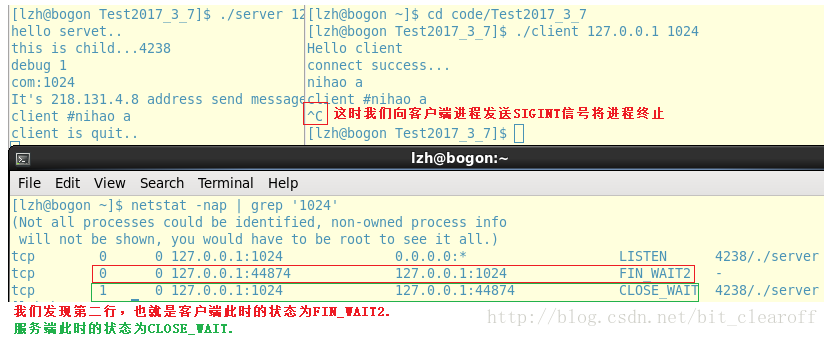 [lzh@bogon Test2017_3_7]$ ./server 12
hello servet..
this is child...4238
debug 1
com:1024
It's 218.131.4.8 address send message
client #nihao a
client is quit..
[lzh@bogon ~]$ cd code/Test2017_3_7
[lzh@bogon Test2017_3_7]$ ./client 127.0.0.1 1024
Hello client
connect success...
nihao a
client #nihao a
^C 这时我们向客户端进程发送SIGINT信号将进程终止
[lzh@bogon Test2017_3_7]$
lzh@bogon:~
File Edit View Search Terminal Help
[lzh@bogon ~]$ netstat -nap | grep '1024'
(Not all processes could be identified, non-owned process info
will not be shown, you would have to be root to see it all.)
tcp 0 0 127.0.0.1:1024 0.0.0.0:* LISTEN 4238/./server
tcp 0 0 127.0.0.1:44874 127.0.0.1:1024 FIN_WAIT2 -
tcp 1 0 127.0.0.1:1024 127.0.0.1:44874 CLOSE_WAIT 4238/./server
我们发现第二行，也就是客户端此时的状态为FIN_WAIT2.
服务端此时的状态为CLOSE_WAIT.
http://blog.csdn.net/bit_clearoff